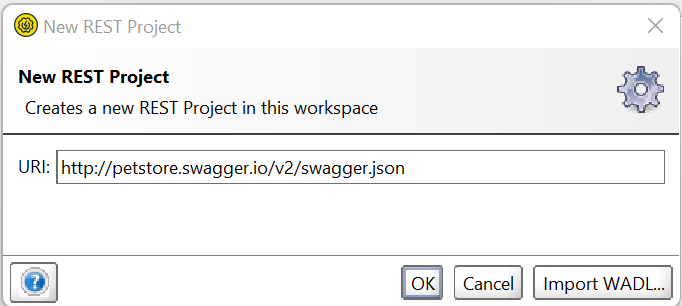 New REST Project
New REST Project
Creates a new REST Project in this workspace
URI: http://petstore.swagger.io/v2/swagger.json
? OK Cancel Import WADL...